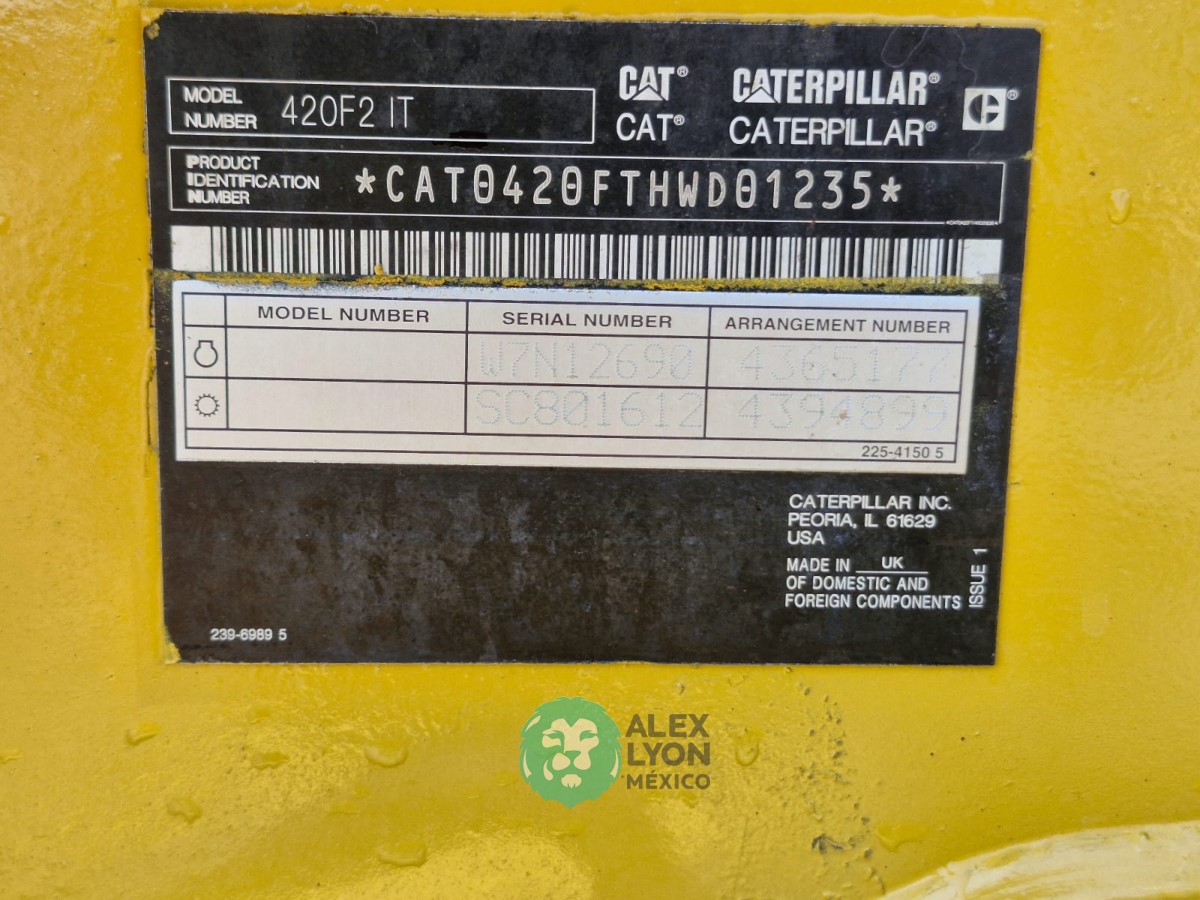 MODEL NUMBER 420F2 IT
CAT® CATERPILLAR®
CAT® CATERPILLAR®
PRODUCT IDENTIFICATION NUMBER *CAT0420FTHWD01235*
MODEL NUMBER SERIAL NUMBER ARRANGEMENT NUMBER
W7N12690 4365177
SC801612 4394899
225-4150 5
CATERPILLAR INC.
PEORIA, IL 61629
USA
MADE IN UK
OF DOMESTIC AND
FOREIGN COMPONENTS
ISSUE 1
239-6989 5
ALEX
LYON
MÉXICO